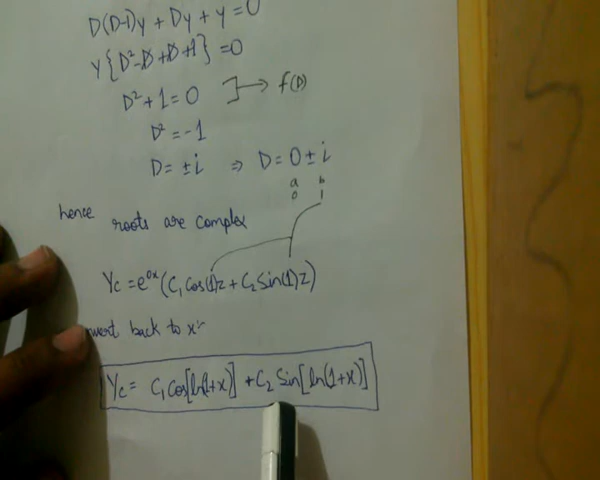 D(D-1)y + Dy + y = 0
y{D²-D+D+1} = 0
D²+1=0 ]→ f(D)
D² = -1
D = ±i ⇒ D = 0 ± i
a b
0 1
hence roots are complex
Yc = e^0x (C₁ Cos(1)z + C₂ Sin(1)z)
back to x:-
Yc = C₁ Cos[ln(1+x)] + C₂ Sin[ln(1+x)]